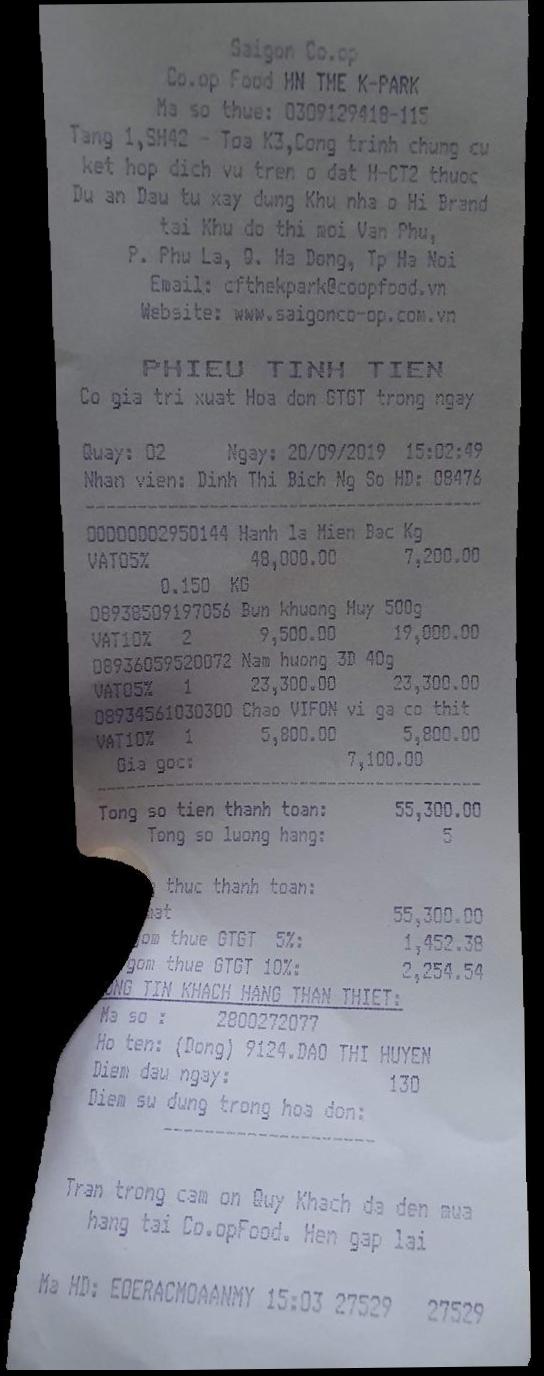 Saigon Co.op
Co.op Food HN THE K-PARK
Ma so thue: 0309129418-115
Tang 1,SH42 - Toa K3,Cong trinh chung cu
ket hop dich vu tren o dat H-CT2 thuoc
Du an Dau tu xay dung Khu nha o Hi Brand
tai Khu do thi moi Van Phu,
P. Phu La, Q. Ha Dong, Tp Ha Noi
Email: cfthekpark@coopfood.vn
Website: www.saigonco-op.com.vn
PHIEU TINH TIEN
Co gia tri xuat Hoa don GTGT trong ngay
Quay: 02 Ngay: 20/09/2019 15:02:49
Nhan vien: Dinh Thi Bich Ng So HD: 08476
00000002950144 Hanh la Mien Bac Kg
VAT05% 48,000.00 7,200.00
0.150 KG
08938509197056 Bun khuong Huy 500g
VAT10% 2 9,500.00 19,000.00
08936059520072 Nam huong 3D 40g
VAT05% 1 23,300.00 23,300.00
08934561030300 Chao VIFON vi ga co thit
VAT10% 1 5,800.00 5,800.00
Gia goc: 7,100.00
Tong so tien thanh toan: 55,300.00
Tong so luong hang: 5
thuc thanh toan:
mat 55,300.00
gom thue GTGT 5%: 1,452.38
gom thue GTGT 10%: 2,254.54
ONG TIN KHACH HANG THAN THIET:
Ma so : 2800272077
Ho ten: (Dong) 9124.DAO THI HUYEN
Diem dau ngay: 130
Diem su dung trong hoa don:
Tran trong cam on Quy Khach da den mua
hang tai Co.opFood. Hen gap lai
Ma HD: EOERACMOAANMY 15:03 27529 27529